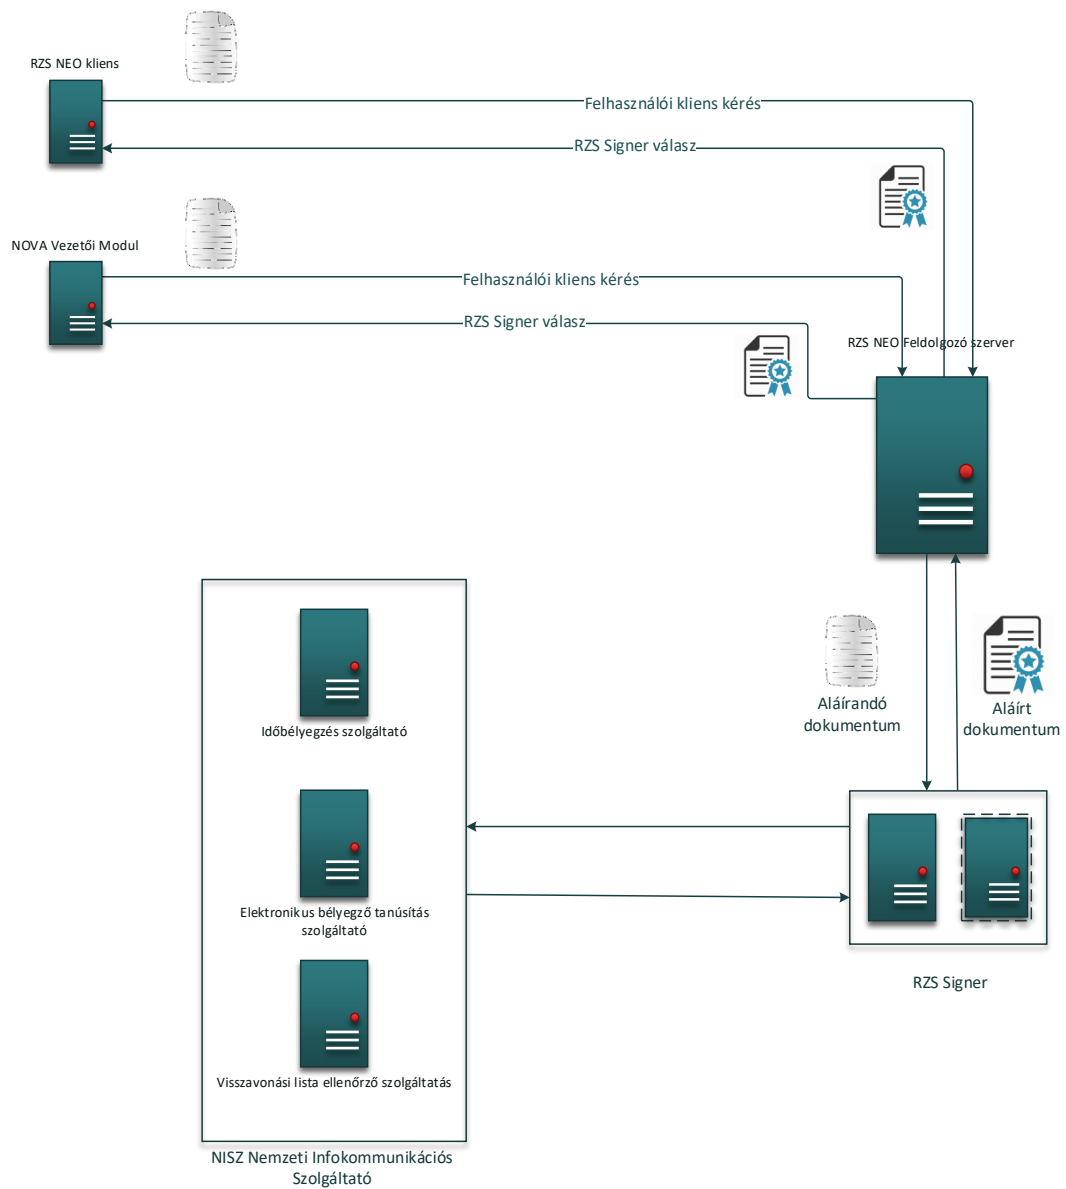 RZS NEO kliens
Felhasználói kliens kérés
RZS Signer válasz
NOVA Vezetői Modul
Felhasználói kliens kérés
RZS Signer válasz
RZS NEO Feldolgozó szerver
Aláírandó
dokumentum
Aláírt
dokumentum
Időbélyegzés szolgáltató
Elektronikus bélyegző tanúsítás
szolgáltató
Visszavonási lista ellenőrző szolgáltatás
RZS Signer
NISZ Nemzeti Infokommunikációs
Szolgáltató